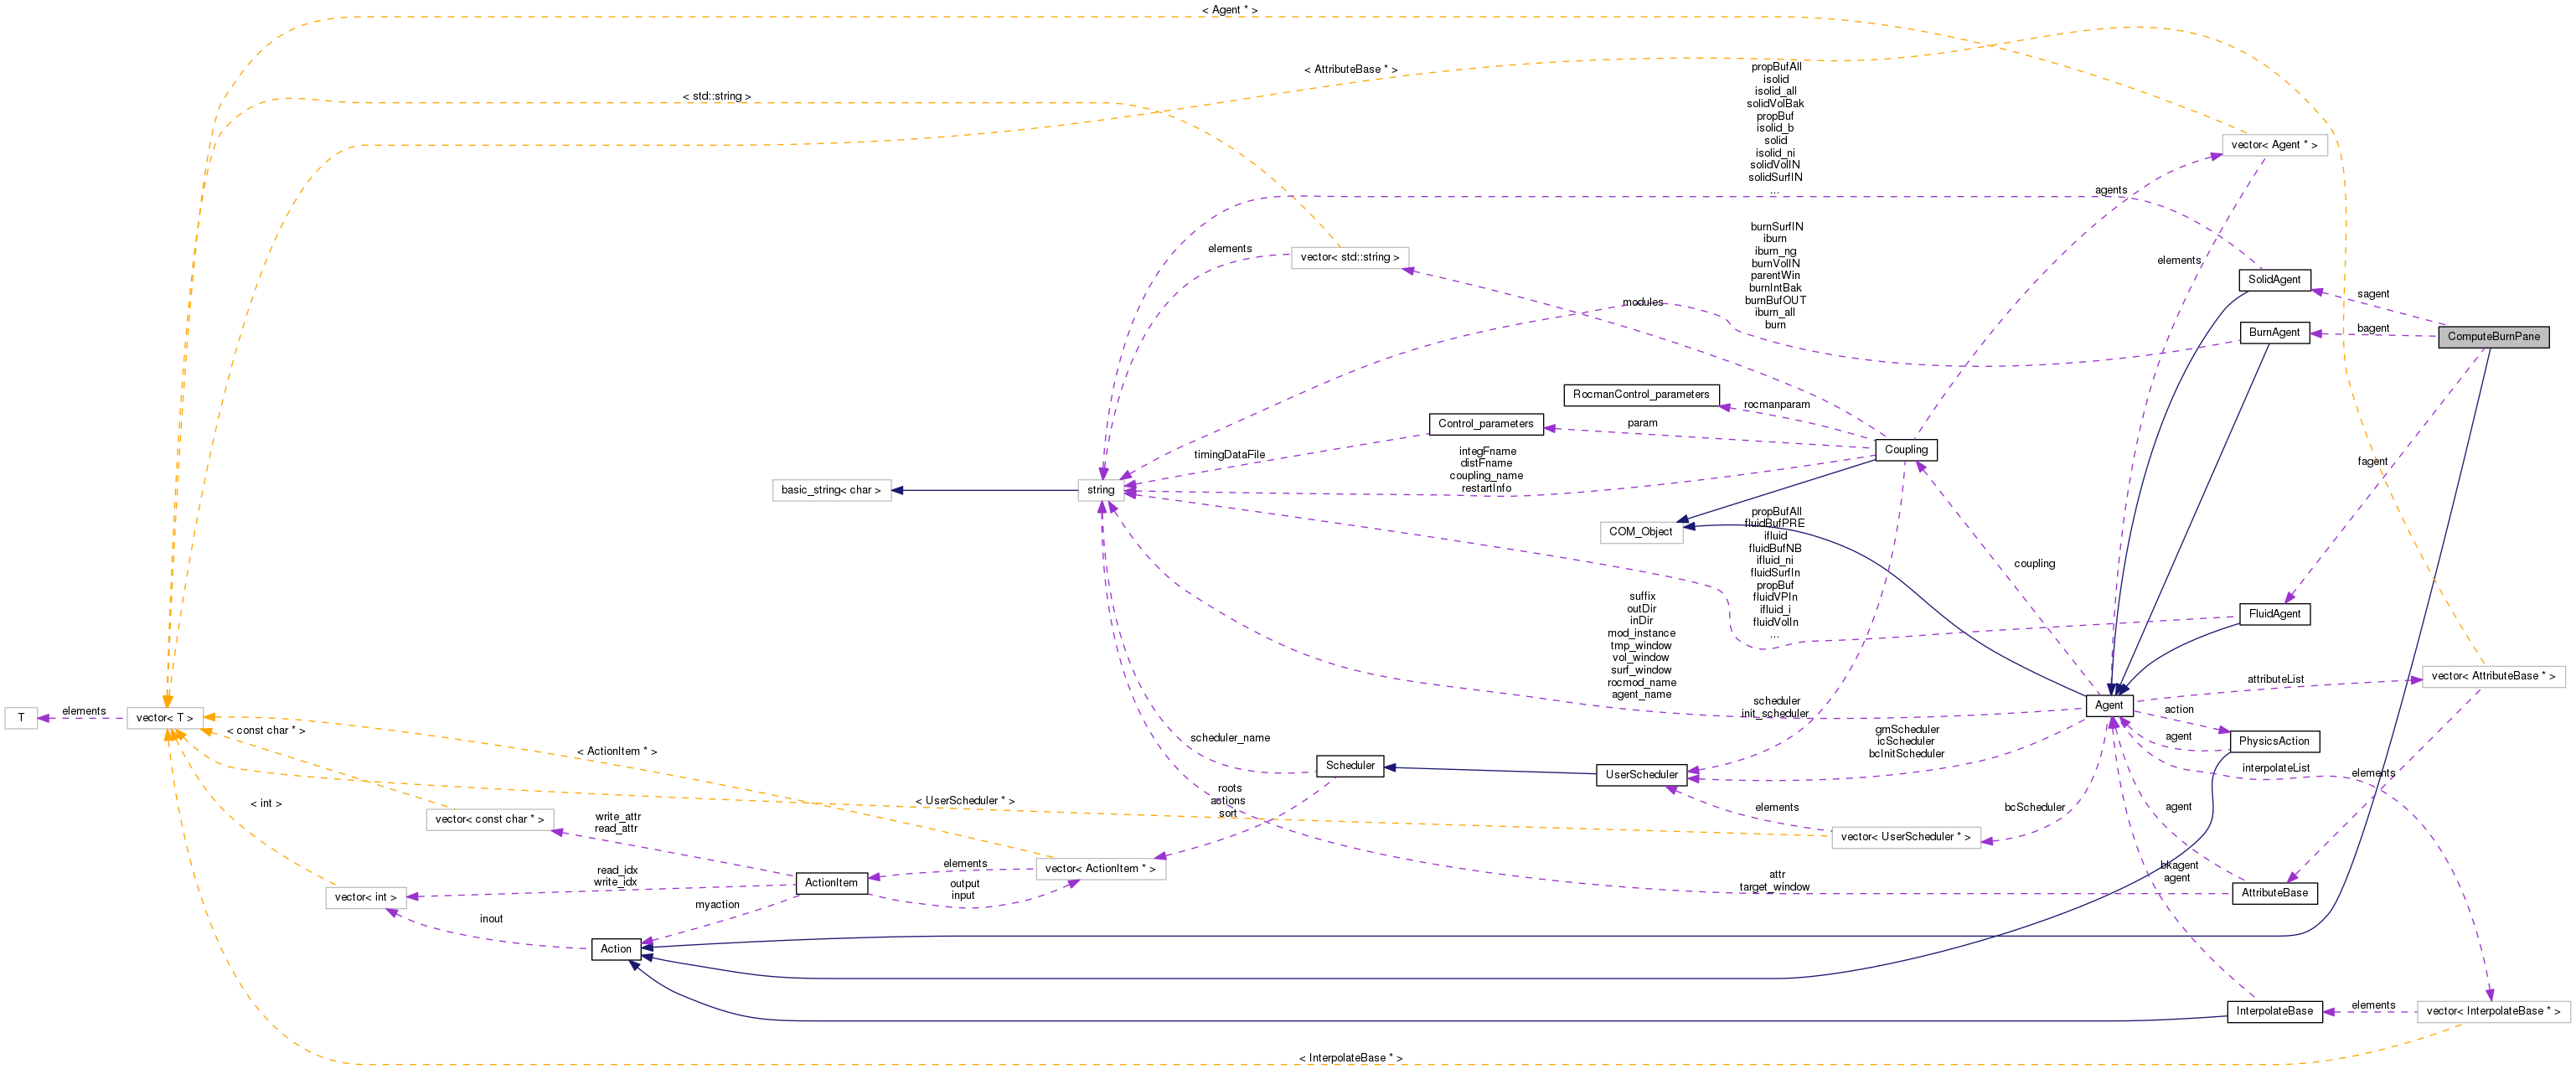 < Agent * >
< AttributeBase * >
< std::string >
propBufAll
isolid
isolid_all
solidVolBak
propBuf
isolid_b
solid
isolid_ni
solidVolIN
solidSurfIN
...
vector< Agent * >
agents
elements
vector< std::string >
burnSurfIN
iburn
iburn_ng
burnVolIN
parentWin
burnIntBak
burnBufOUT
iburn_all
burn
modules
elements
SolidAgent
sagent
BurnAgent
bagent
ComputeBurnPane
RocmanControl_parameters
rocmanparam
Control_parameters
param
Coupling
timingDataFile
integFname
distFname
coupling_name
restartInfo
fagent
basic_string< char >
string
COM_Object
propBufAll
fluidBufPRE
ifluid
fluidBufNB
ifluid_ni
fluidSurfIn
propBuf
fluidVPIn
ifluid_i
fluidVolIn
...
coupling
suffix
outDir
inDir
mod_instance
tmp_window
vol_window
surf_window
rocmod_name
agent_name
FluidAgent
vector< AttributeBase * >
attributeList
scheduler
init_scheduler
Agent
action
T
elements
vector< T >
< const char * >
< ActionItem * >
scheduler_name
gmScheduler
icScheduler
bcInitScheduler
agent
PhysicsAction
Scheduler
UserScheduler
interpolateList
elements
< int >
roots
actions
sort
< UserScheduler * >
elements
bcScheduler
agent
vector< const char * >
write_attr
read_attr
vector< UserScheduler * >
elements
vector< ActionItem * >
read_idx
write_idx
ActionItem
output
input
bkagent
agent
attr
target_window
AttributeBase
vector< int >
myaction
inout
Action
elements
InterpolateBase
vector< InterpolateBase * >
< InterpolateBase * >